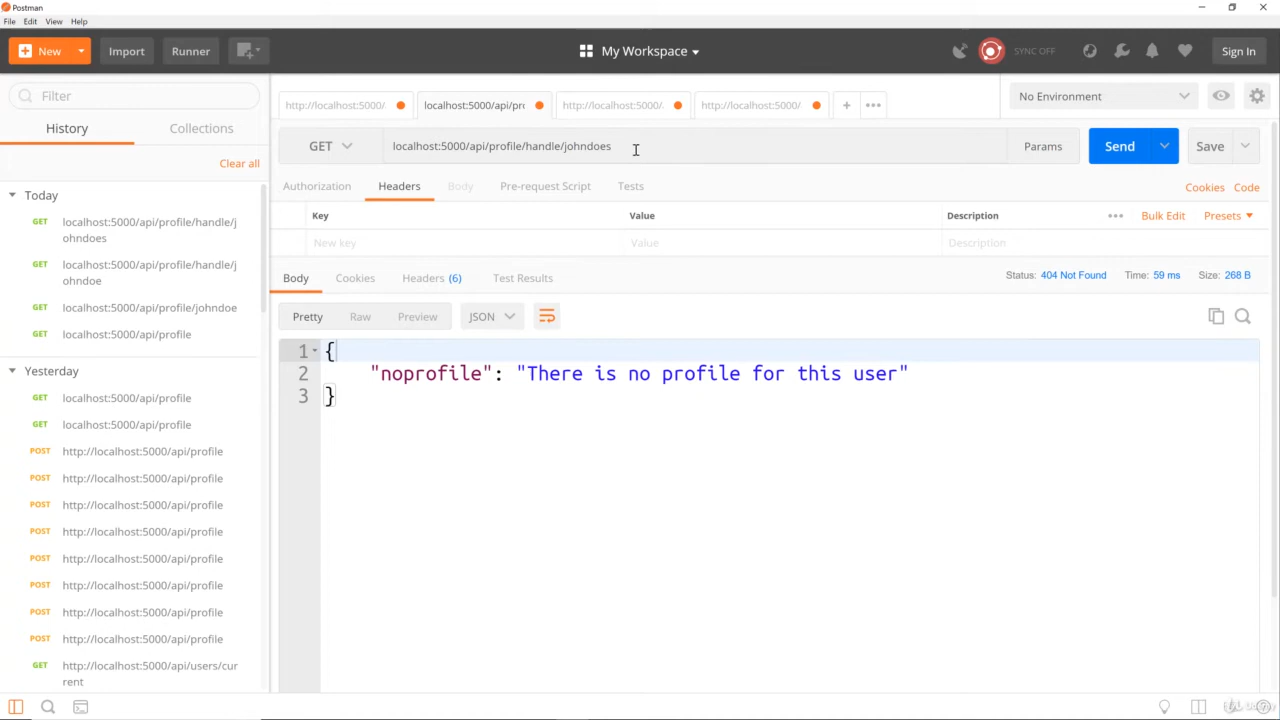 Postman
File Edit View Help
New Import Runner My Workspace SYNC OFF Sign In
Filter
History Collections
Clear all
Today
GET localhost:5000/api/profile/handle/j
ohndoes
GET localhost:5000/api/profile/handle/j
ohndoe
GET localhost:5000/api/profile/johndoe
GET localhost:5000/api/profile
Yesterday
GET localhost:5000/api/profile
GET localhost:5000/api/profile
POST http://localhost:5000/api/profile
POST http://localhost:5000/api/profile
POST http://localhost:5000/api/profile
POST http://localhost:5000/api/profile
POST http://localhost:5000/api/profile
POST http://localhost:5000/api/profile
POST http://localhost:5000/api/profile
POST http://localhost:5000/api/profile
GET http://localhost:5000/api/users/cur
rent
http://localhost:5000/. localhost:5000/api/pro http://localhost:5000/. http://localhost:5000/
No Environment
GET localhost:5000/api/profile/handle/johndoes Params Send Save
Authorization Headers Body Pre-request Script Tests Cookies Code
Key Value Description Bulk Edit Presets
New key Value Description
Body Cookies Headers (6) Test Results Status: 404 Not Found Time: 59 ms Size: 268 B
Pretty Raw Preview JSON
1 {
2 "noprofile": "There is no profile for this user"
3 }